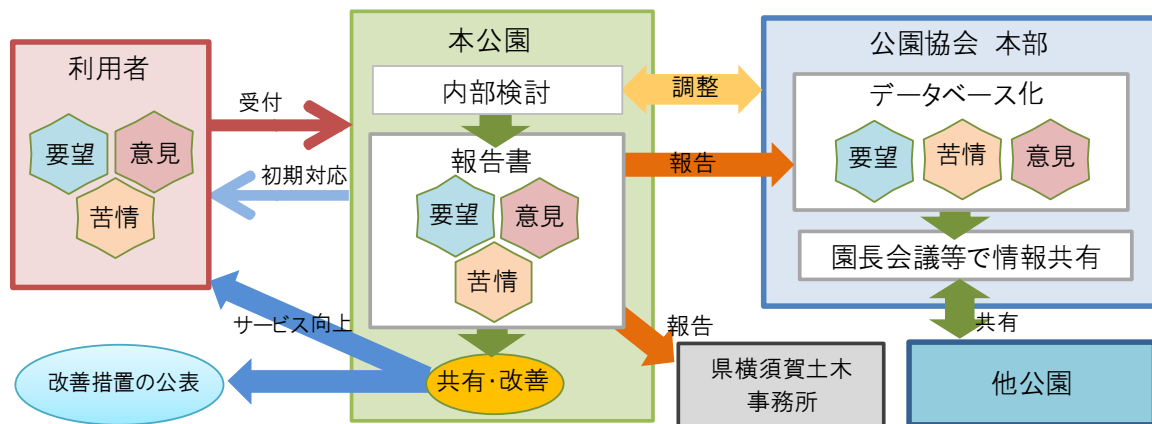 利用者
要望
意見
苦情
受付
初期対応
サービス向上
改善措置の公表
本公園
内部検討
報告書
要望
意見
苦情
共有・改善
調整
報告
報告
県横須賀土木
事務所
公園協会 本部
データベース化
要望
苦情
意見
園長会議等で情報共有
共有
他公園